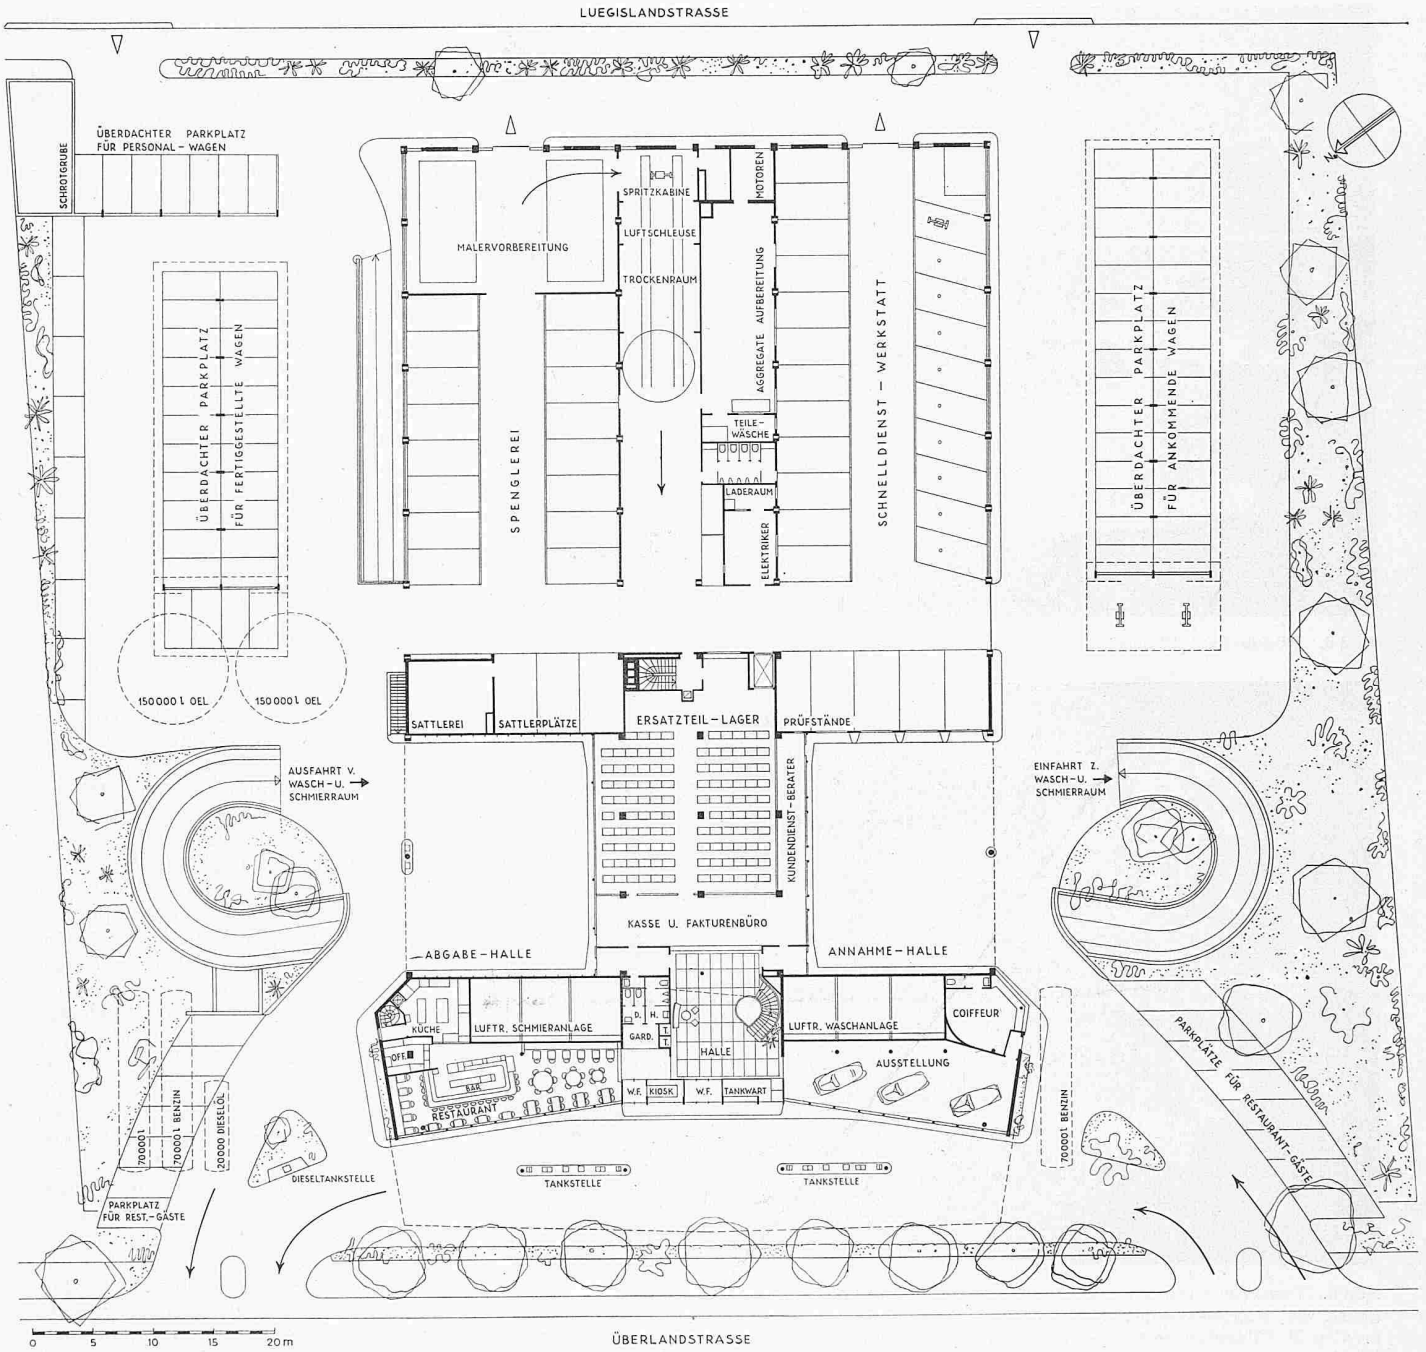 LUEGISLANDSTRASSE
ÜBERDACHTER PARKPLATZ
FÜR PERSONAL-WAGEN
SCHROTGRUBE
N
MOTOREN
SPRITZKABINE
LUFTSCHLEUSE
MALERVORBEREITUNG
TROCKENRAUM
AGGREGATE AUFBEREITUNG
SCHNELLDIENST-WERKSTATT
ÜBERDACHTER PARKPLATZ
FÜR FERTIGGESTELLTE WAGEN
ÜBERDACHTER PARKPLATZ
FÜR ANKOMMENDE WAGEN
SPENGLEREI
TEILE-
WÄSCHE
LADERAUM
ELEKTRIKER
150000 l OEL
150000 l OEL
SATTLEREI
SATTLERPLÄTZE
ERSATZTEIL-LAGER
PRÜFSTÄNDE
AUSFAHRT V.
WASCH-U.
SCHMIERRAUM
EINFAHRT Z.
WASCH-U.
SCHMIERRAUM
KUNDENDIENST-BERATER
KASSE U. FAKTURENBÜRO
ABGABE-HALLE
ANNAHME-HALLE
KÜCHE
LUFTR. SCHMIERANLAGE
D.
H.
GARD.
T.
T.
HALLE
LUFTR. WASCHANLAGE
COIFFEUR
OFF.
BAR
RESTAURANT
W.F.
KIOSK
W.F.
TANKWART
AUSSTELLUNG
70000 l
70000 l BENZIN
20000 DIESELÖL
70000 l BENZIN
PARKPLÄTZE FÜR
RESTAURANT-GÄSTE
DIESELTANKSTELLE
TANKSTELLE
TANKSTELLE
PARKPLATZ
FÜR REST.-GÄSTE
0 5 10 15 20 m
ÜBERLANDSTRASSE